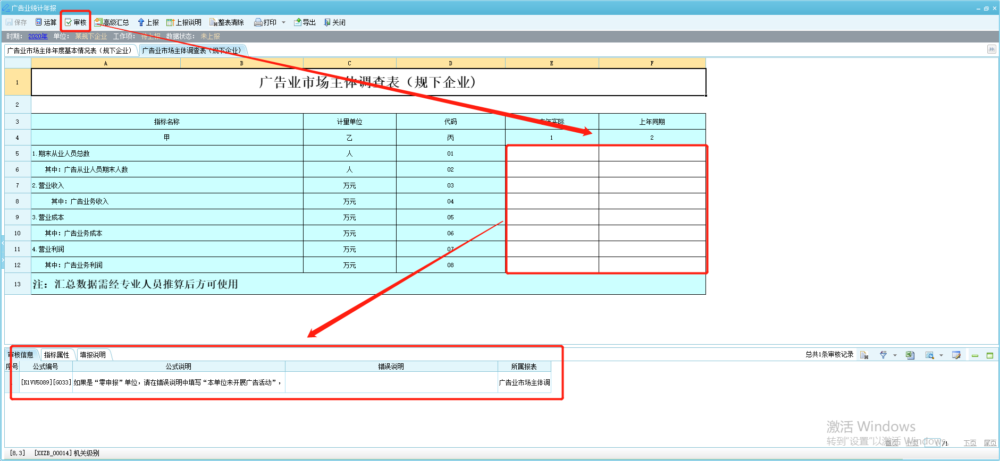 广告业统计年报
保存 运算 审核 高级汇总 上报 上报说明 整表清除 打印 导出 关闭
时期： 2020年 单位： 某规下企业 工作项： 待上报 数据状态： 未上报
广告业市场主体年度基本情况表（规下企业） 广告业市场主体调查表（规下企业）
A B C D E F
1 广告业市场主体调查表（规下企业）
2
3 指标名称 计量单位 代码 本年实际 上年同期
4 甲 乙 丙 1 2
5 1.期末从业人员总数 人 01
6 其中：广告从业人员期末人数 人 02
7 2.营业收入 万元 03
8 其中：广告业务收入 万元 04
9 3.营业成本 万元 05
10 其中：广告业务成本 万元 06
11 4.营业利润 万元 07
12 其中：广告业务利润 万元 08
13 注：汇总数据需经专业人员推算后方可使用
审核信息 指标属性 填报说明 总共1条审核记录
序号 公式编号 公式说明 错误说明 所属报表
1 [K1VU5089][G033] 如果是“零申报”单位，请在错误说明中填写“本单位未开展广告活动”， 广告业市场主体调
激活 Windows
转到“设置”以激活 Windows。
首页 上页 1 /1 下页 尾页
[8,3] [XXZB_00014]机关级别